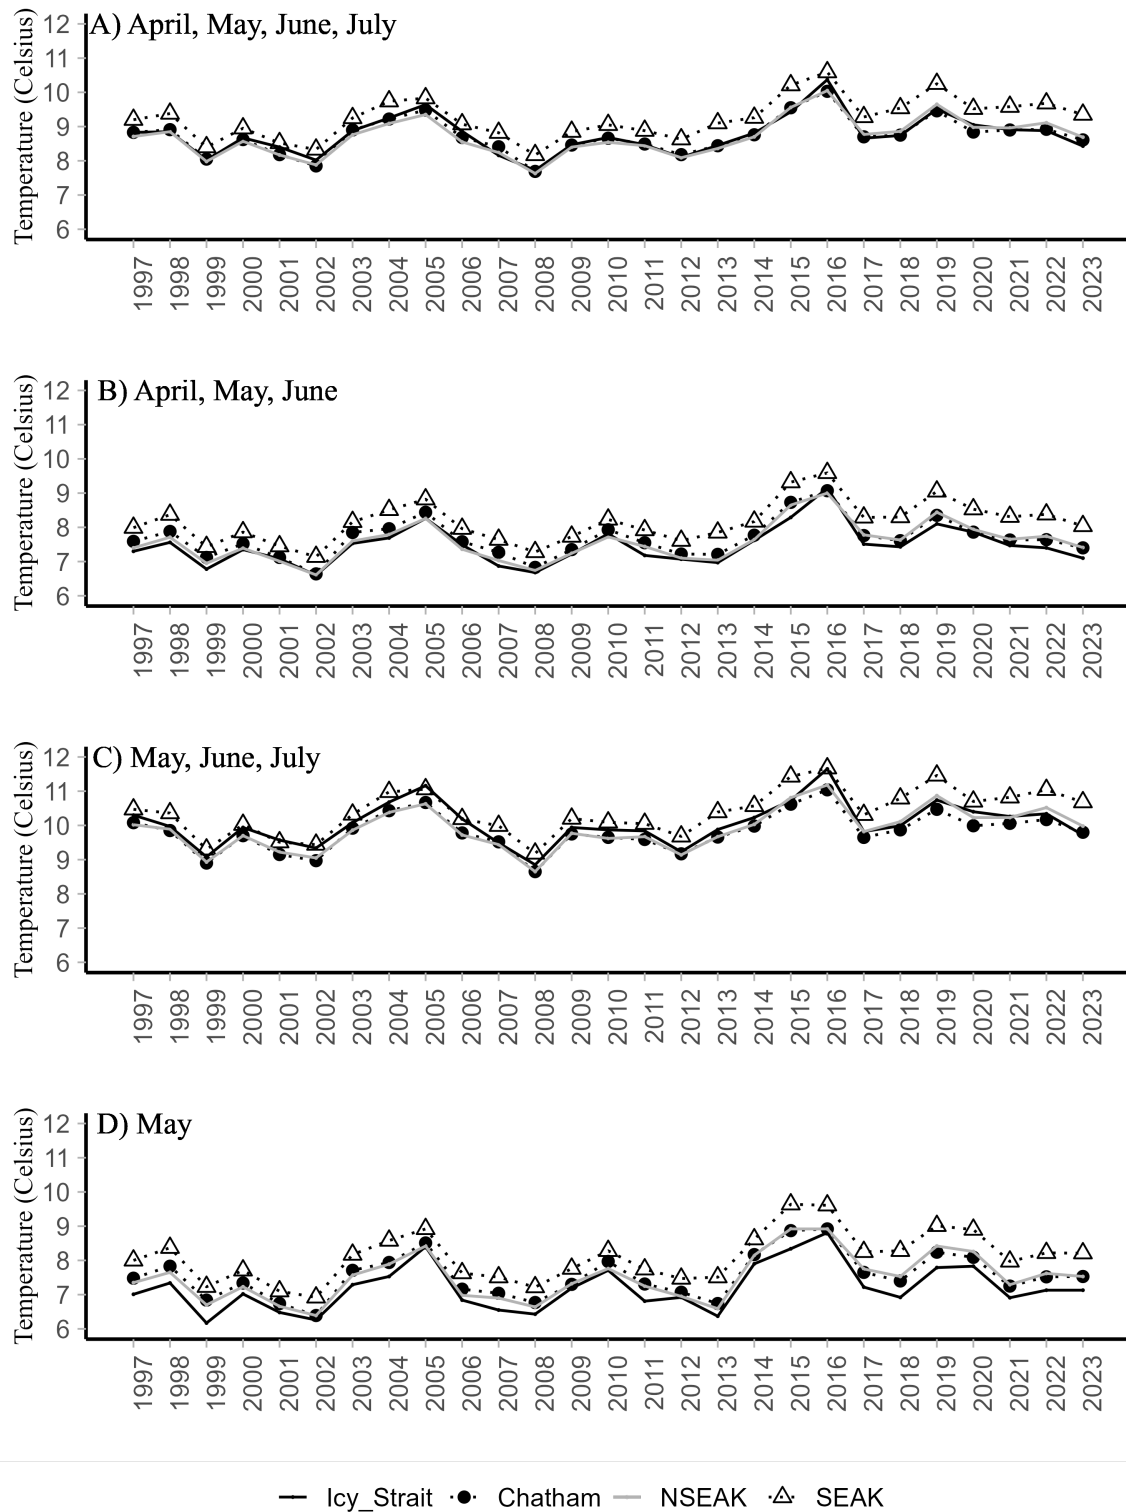 A) April, May, June, July
Temperature (Celsius)
12
11
10
9
8
7
6
1997 1998 1999 2000 2001 2002 2003 2004 2005 2006 2007 2008 2009 2010 2011 2012 2013 2014 2015 2016 2017 2018 2019 2020 2021 2022 2023
B) April, May, June
Temperature (Celsius)
12
11
10
9
8
7
6
1997 1998 1999 2000 2001 2002 2003 2004 2005 2006 2007 2008 2009 2010 2011 2012 2013 2014 2015 2016 2017 2018 2019 2020 2021 2022 2023
C) May, June, July
Temperature (Celsius)
12
11
10
9
8
7
6
1997 1998 1999 2000 2001 2002 2003 2004 2005 2006 2007 2008 2009 2010 2011 2012 2013 2014 2015 2016 2017 2018 2019 2020 2021 2022 2023
D) May
Temperature (Celsius)
12
11
10
9
8
7
6
1997 1998 1999 2000 2001 2002 2003 2004 2005 2006 2007 2008 2009 2010 2011 2012 2013 2014 2015 2016 2017 2018 2019 2020 2021 2022 2023
Icy_Strait Chatham NSEAK SEAK